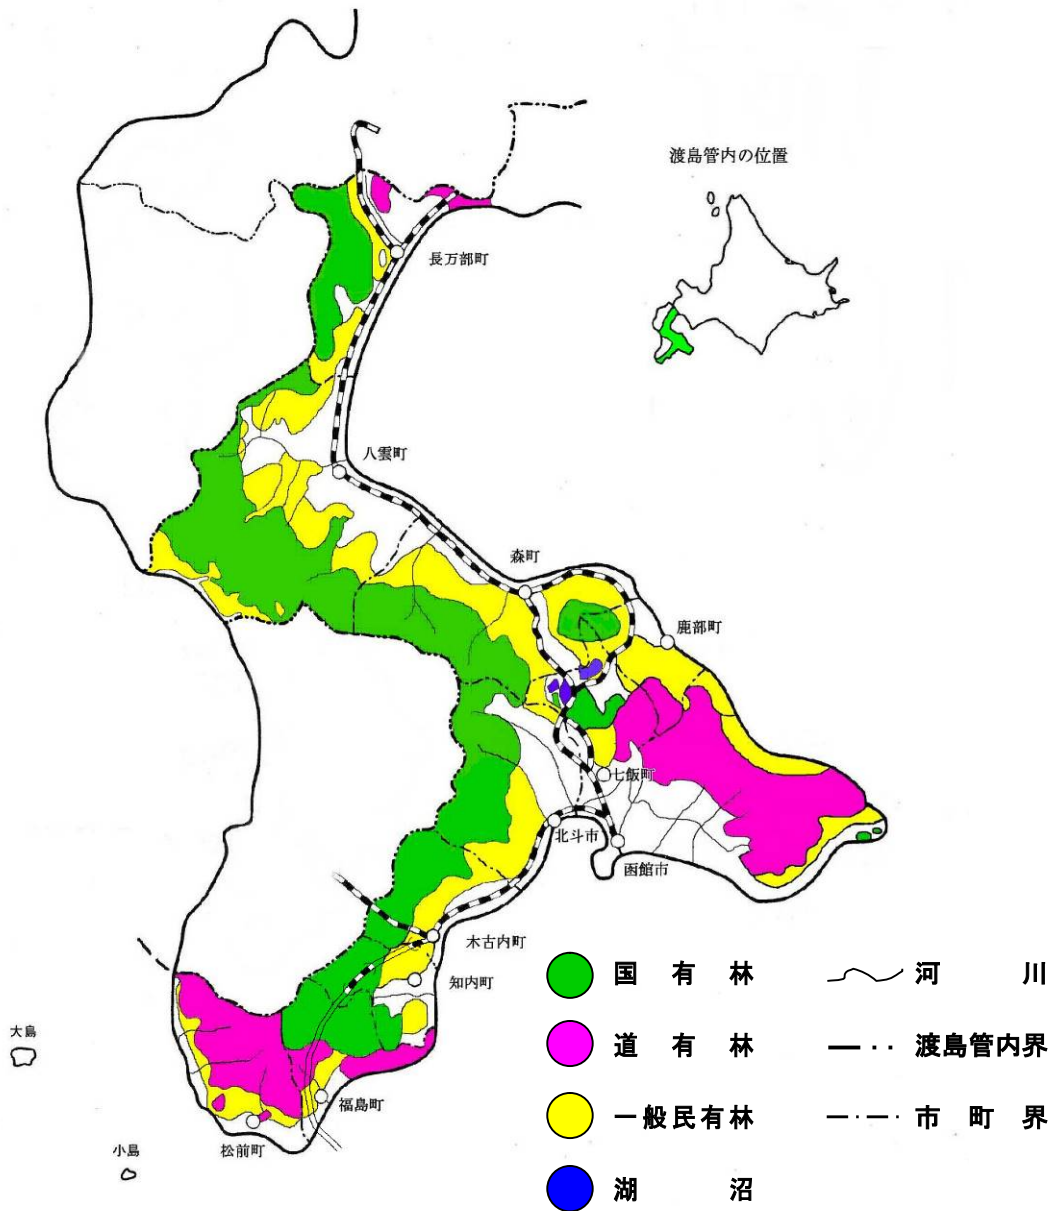 渡島管内の位置
長万部町
八雲町
森町
鹿部町
七飯町
北斗市
函館市
木古内町
知内町
大島
福島町
松前町
小島
国有林 河川
道有林 渡島管内界
一般民有林 市町界
湖沼